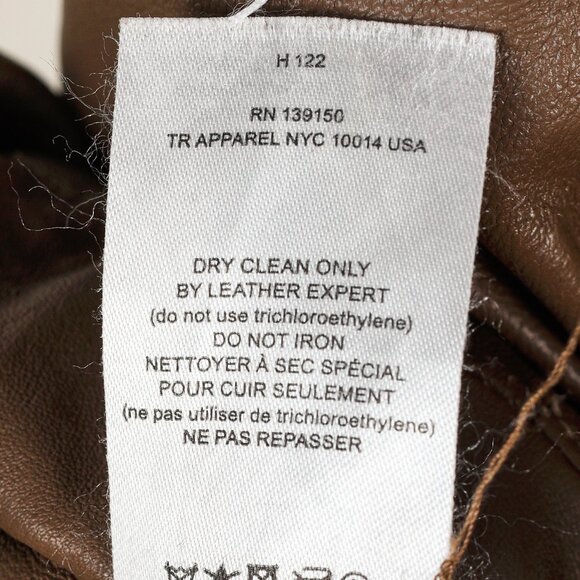 H 122
RN 139150
TR APPAREL NYC 10014 USA
DRY CLEAN ONLY
BY LEATHER EXPERT
(do not use trichloroethylene)
DO NOT IRON
NETTOYER À SEC SPÉCIAL
POUR CUIR SEULEMENT
(ne pas utiliser de trichloroethylene)
NE PAS REPASSER